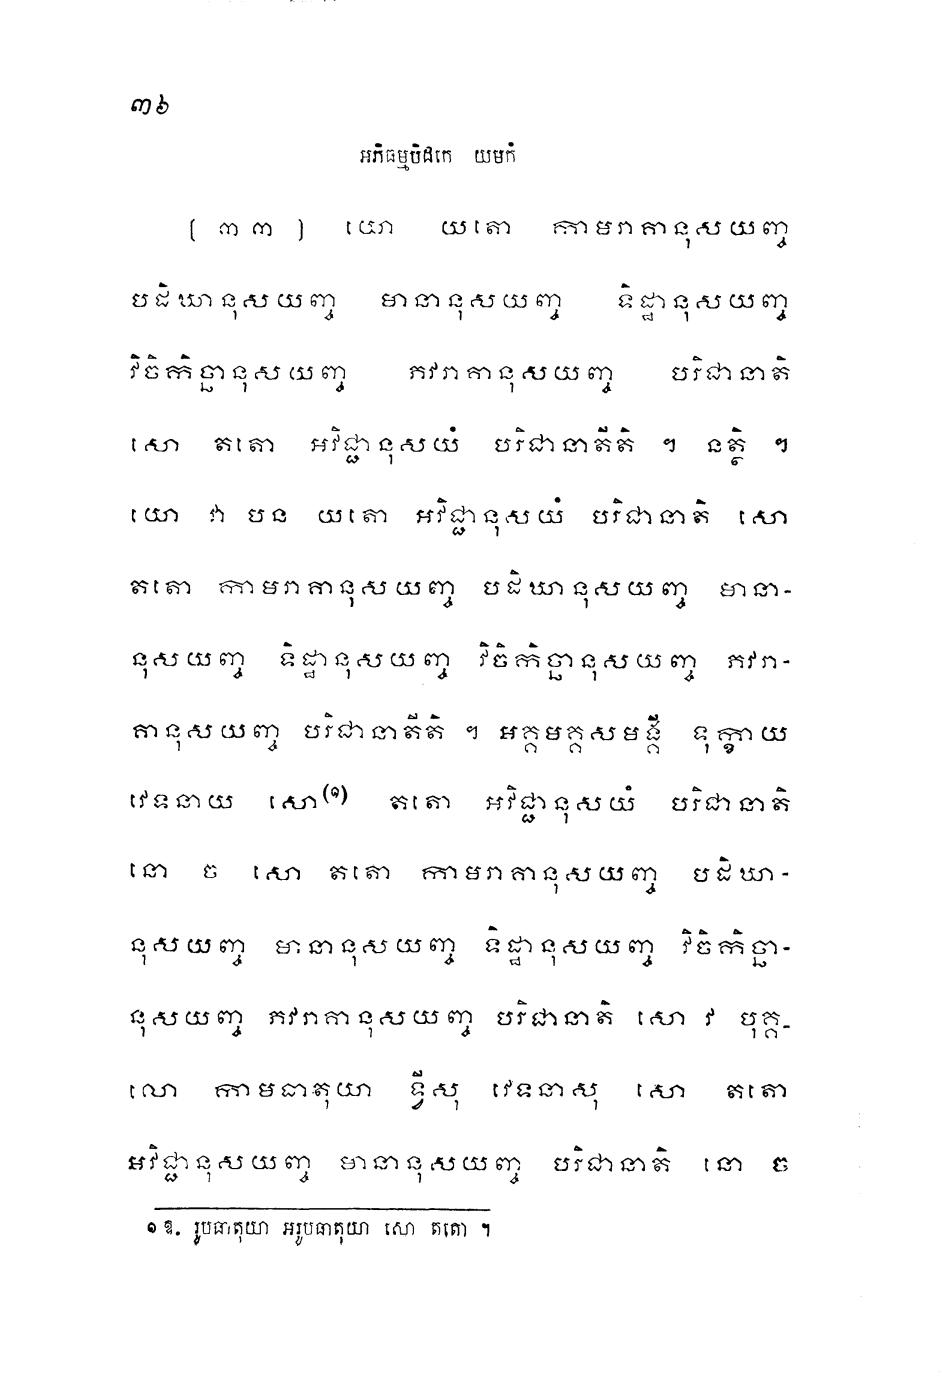 ៣៦
អភិធម្មបិដកេ យមកំ
[ ៣៣ ] យោ យតោ កាមរាគានុសយញ្ច
បដិឃានុសយញ្ច មានានុសយញ្ច ទិដ្ឋានុសយញ្ច
វិចិកិច្ឆានុសយញ្ច ភវរាគានុសយញ្ច បរិជានាតិ
សោ តតោ អវិជ្ជានុសយំ បរិជានាតីតិ ។ នត្ថិ ។
យោ វា បន យតោ អវិជ្ជានុសយំ បរិជានាតិ សោ
តតោ កាមរាគានុសយញ្ច បដិឃានុសយញ្ច មានា-
នុសយញ្ច ទិដ្ឋានុសយញ្ច វិចិកិច្ឆានុសយញ្ច ភវរា-
គានុសយញ្ច បរិជានាតីតិ ។ អគ្គមគ្គសមង្គី ទុក្ខាយ
វេទនាយ សោ(១) តតោ អវិជ្ជានុសយំ បរិជានាតិ
នោ ច សោ តតោ កាមរាគានុសយញ្ច បដិឃា-
នុសយញ្ច មានានុសយញ្ច ទិដ្ឋានុសយញ្ច វិចិកិច្ឆា-
នុសយញ្ច ភវរាគានុសយញ្ច បរិជានាតិ សោ វ បុគ្គ-
លោ កាមធាតុយា ទ្វីសុ វេទនាសុ សោ តតោ
អវិជ្ជានុសយញ្ច មានានុសយញ្ច បរិជានាតិ នោ ច
១ ឱ. រូបធាតុយា អរូបធាតុយា សោ តតោ ។